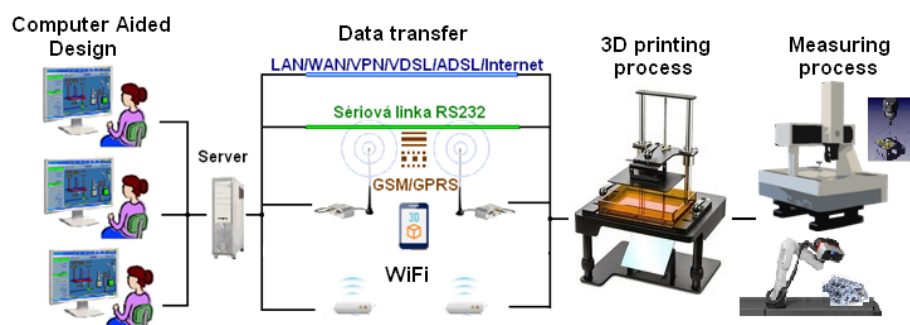 Computer Aided
Design
Data transfer
3D printing
process
Measuring
process
LAN/WAN/VPN/VDSL/ADSL/Internet
Sériová linka RS232
Server
GSM/GPRS
3D
WiFi